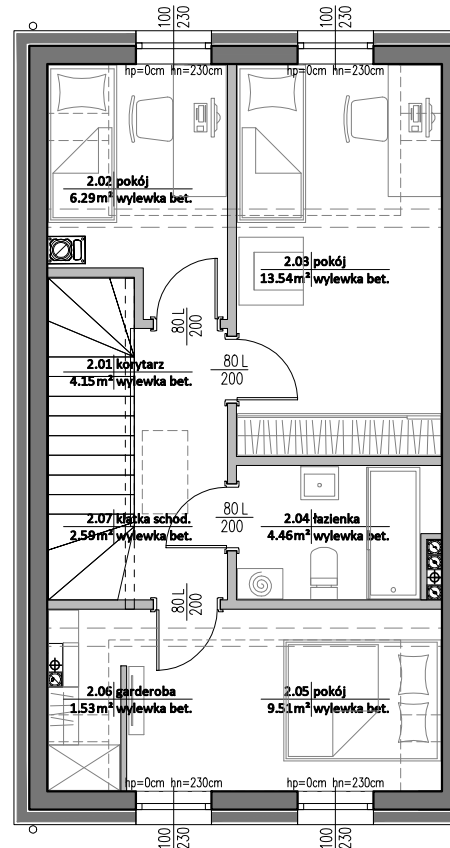 100
230
100
230
hp=0cm hn=230cm
hp=0cm hn=230cm
2.02 pokój
6.29m² wylewka bet.
2.03 pokój
13.54m² wylewka bet.
80 L
200
2.01 korytarz
4.15m² wylewka bet.
80 L
200
2.07 klatka schod.
2.59m² wylewka bet.
80 L
200
2.04 łazienka
4.46m² wylewka bet.
80 L
200
2.06 garderoba
1.53m² wylewka bet.
2.05 pokój
9.51m² wylewka bet.
hp=0cm hn=230cm
hp=0cm hn=230cm
100
230
100
230